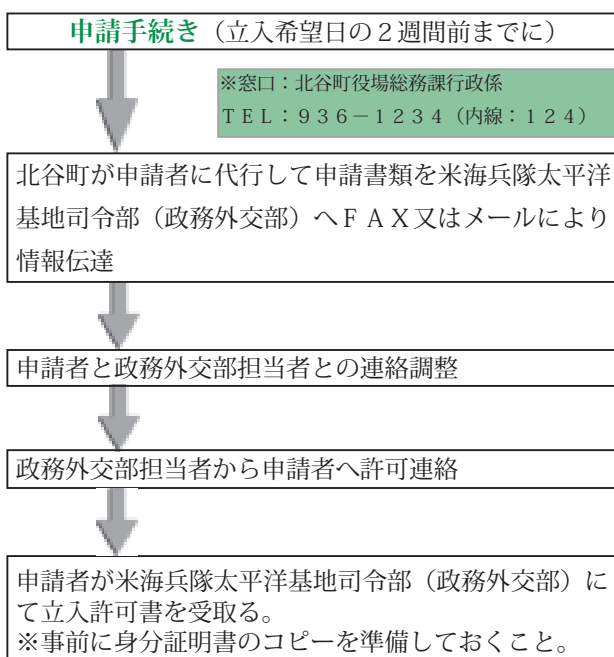 申請手続き（立入希望日の２週間前までに）
※窓口：北谷町役場総務課行政係
ＴＥＬ：９３６－１２３４（内線：１２４）
北谷町が申請者に代行して申請書類を米海兵隊太平洋
基地司令部（政務外交部）へＦＡＸ又はメールにより
情報伝達
申請者と政務外交部担当者との連絡調整
政務外交部担当者から申請者へ許可連絡
申請者が米海兵隊太平洋基地司令部（政務外交部）に
て立入許可書を受取る。
※事前に身分証明書のコピーを準備しておくこと。